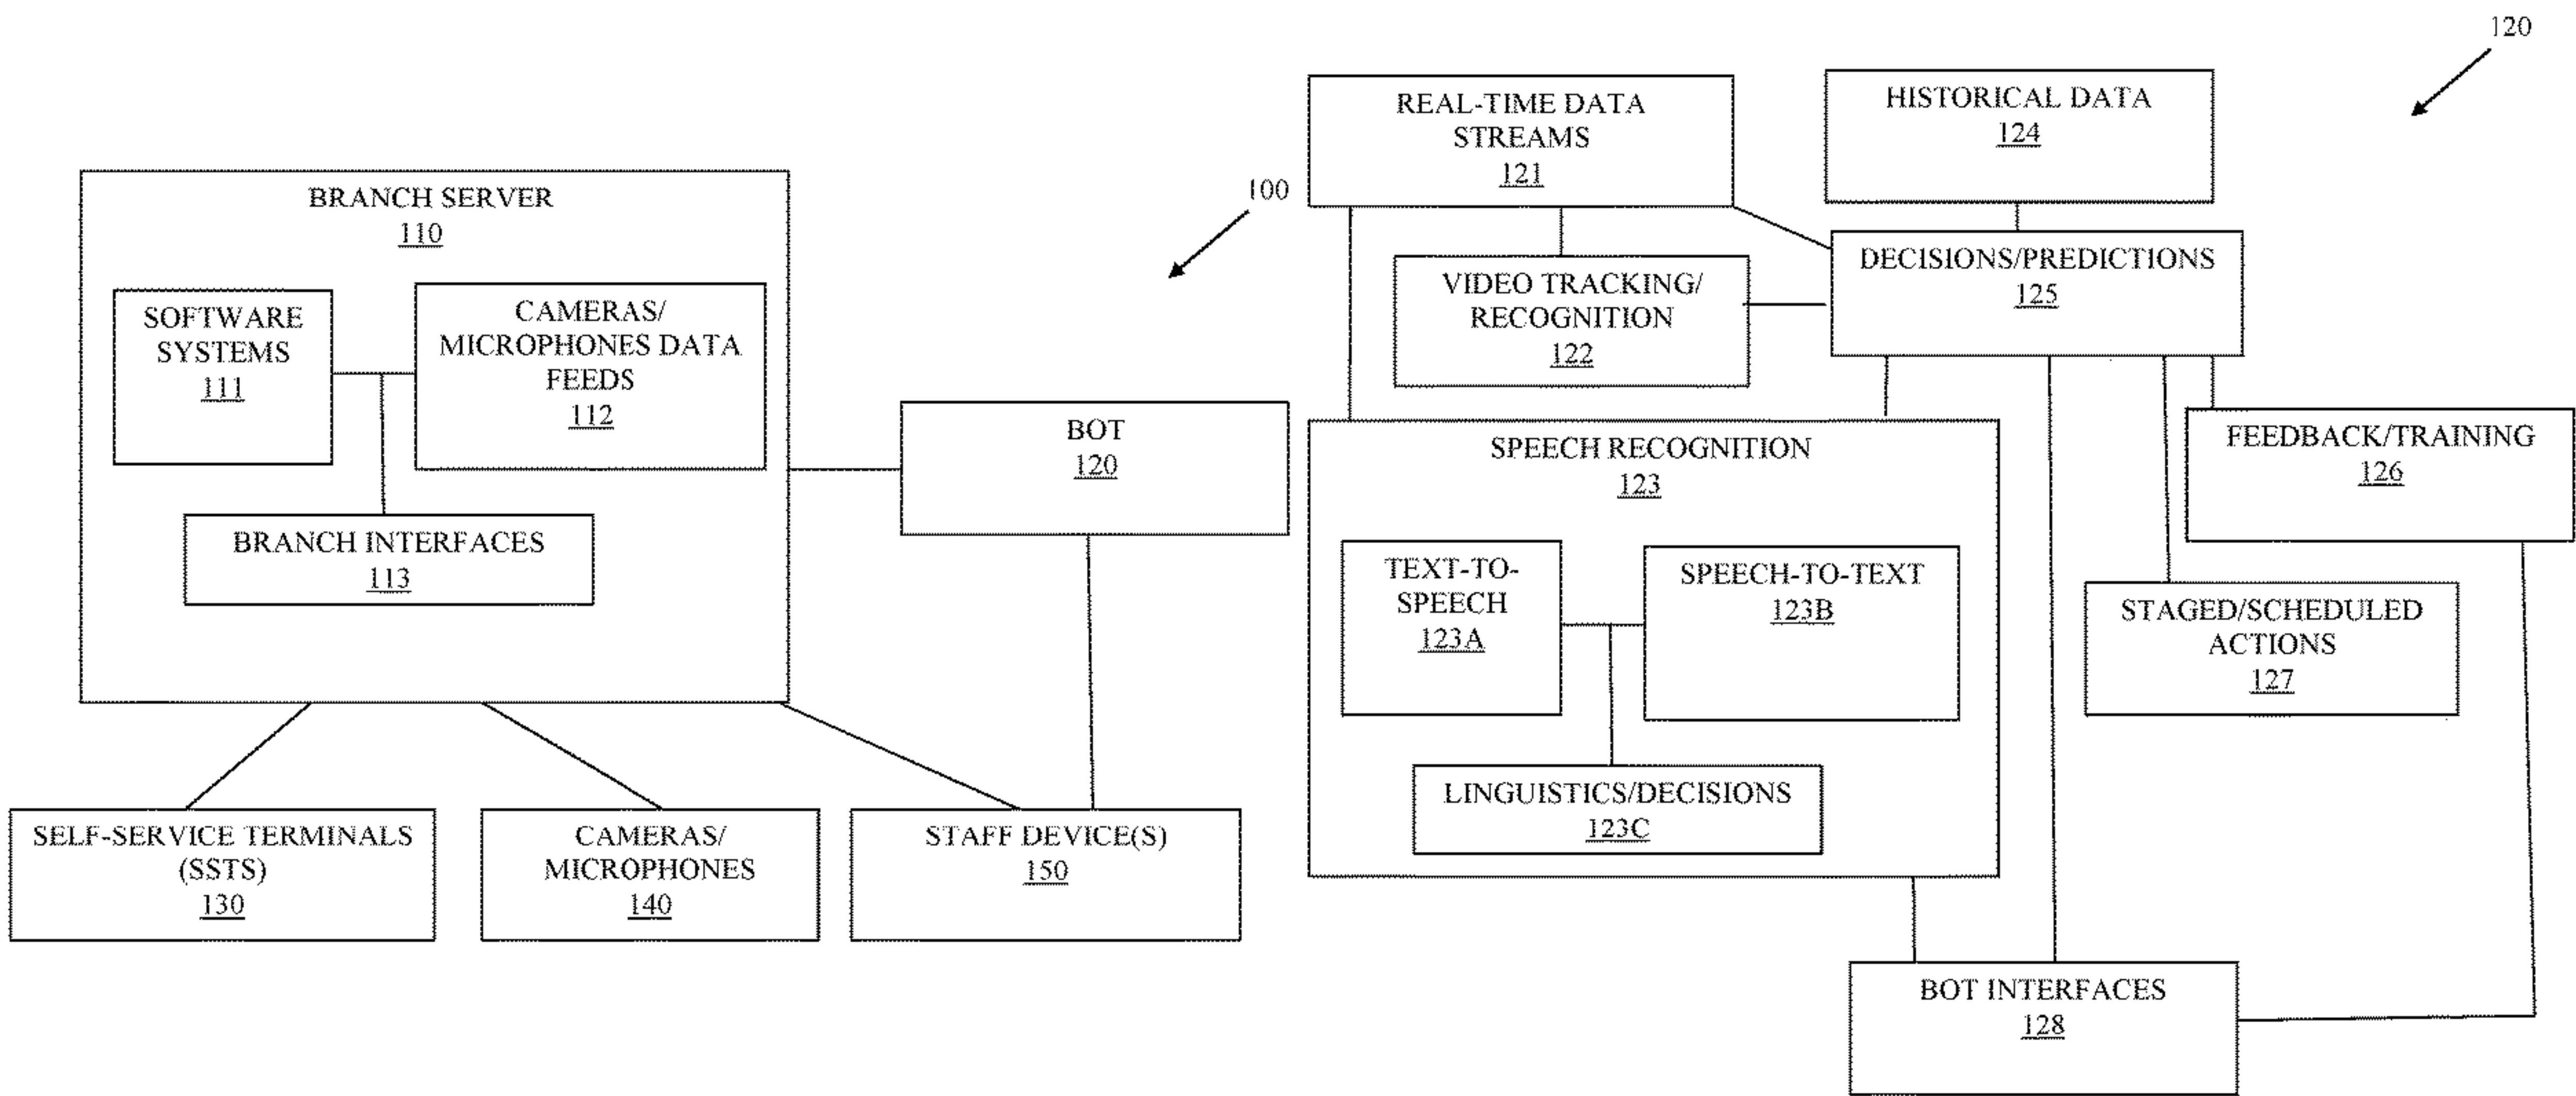 BRANCH SERVER
110
SOFTWARE
SYSTEMS
111
CAMERAS/
MICROPHONES DATA
FEEDS
112
BRANCH INTERFACES
113
100
BOT
120
SELF-SERVICE TERMINALS
(SSTS)
130
CAMERAS/
MICROPHONES
140
STAFF DEVICE(S)
150
120
REAL-TIME DATA
STREAMS
121
HISTORICAL DATA
124
VIDEO TRACKING/
RECOGNITION
122
DECISIONS/PREDICTIONS
125
SPEECH RECOGNITION
123
TEXT-TO-
SPEECH
123A
SPEECH-TO-TEXT
123B
LINGUISTICS/DECISIONS
123C
FEEDBACK/TRAINING
126
STAGED/SCHEDULED
ACTIONS
127
BOT INTERFACES
128